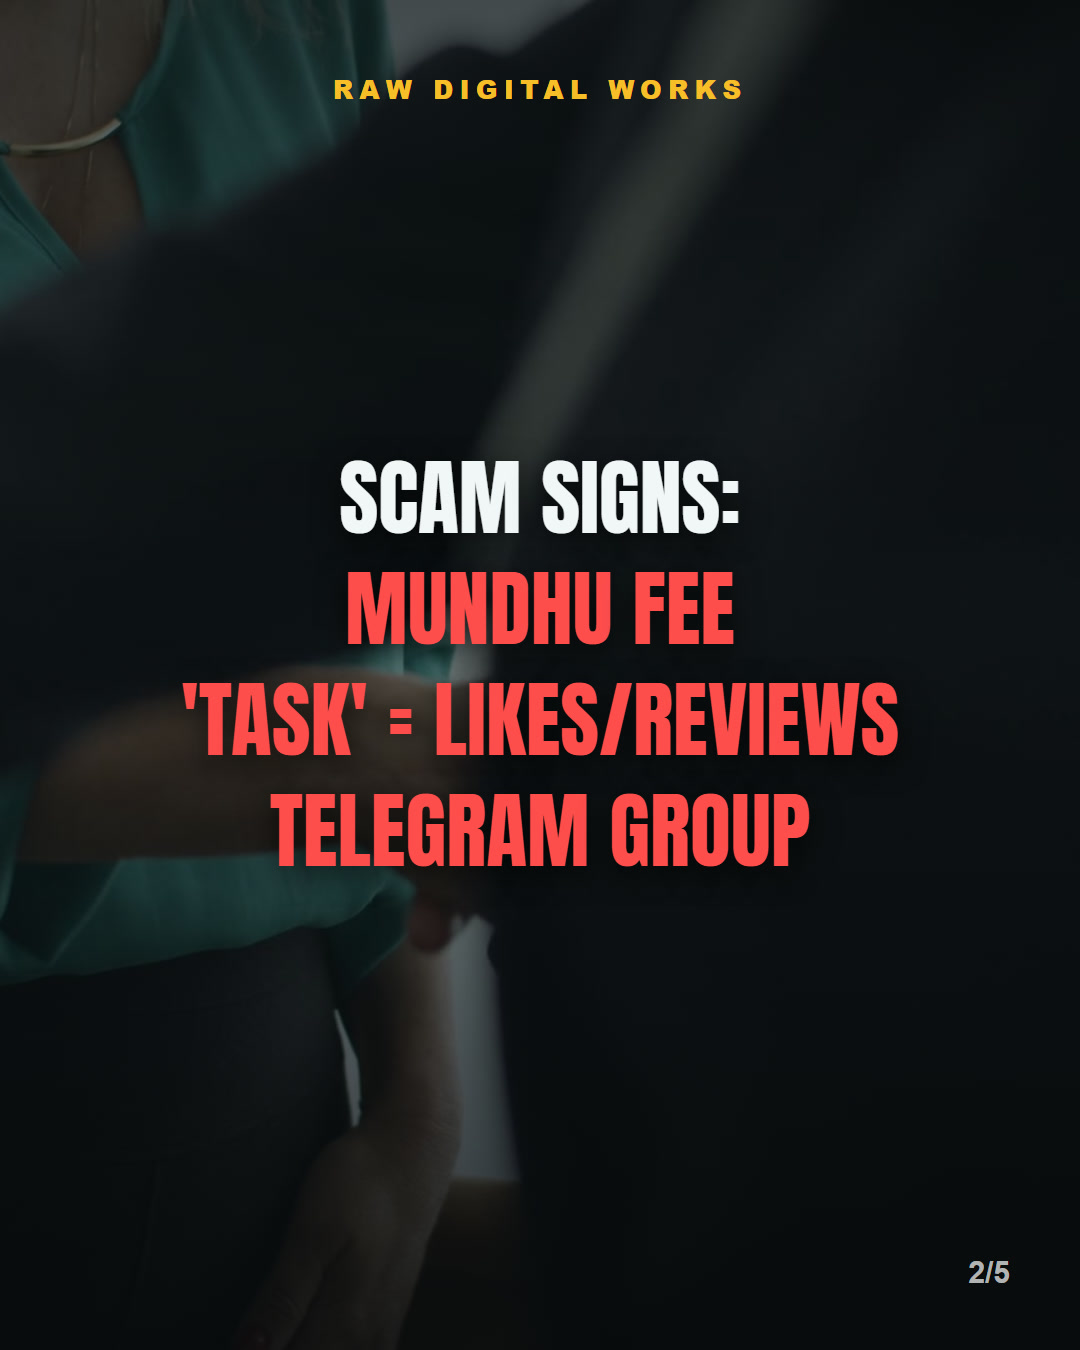 RAW DIGITAL WORKS
SCAM SIGNS:
MUNDHU FEE
'TASK' = LIKES/REVIEWS
TELEGRAM GROUP
2/5